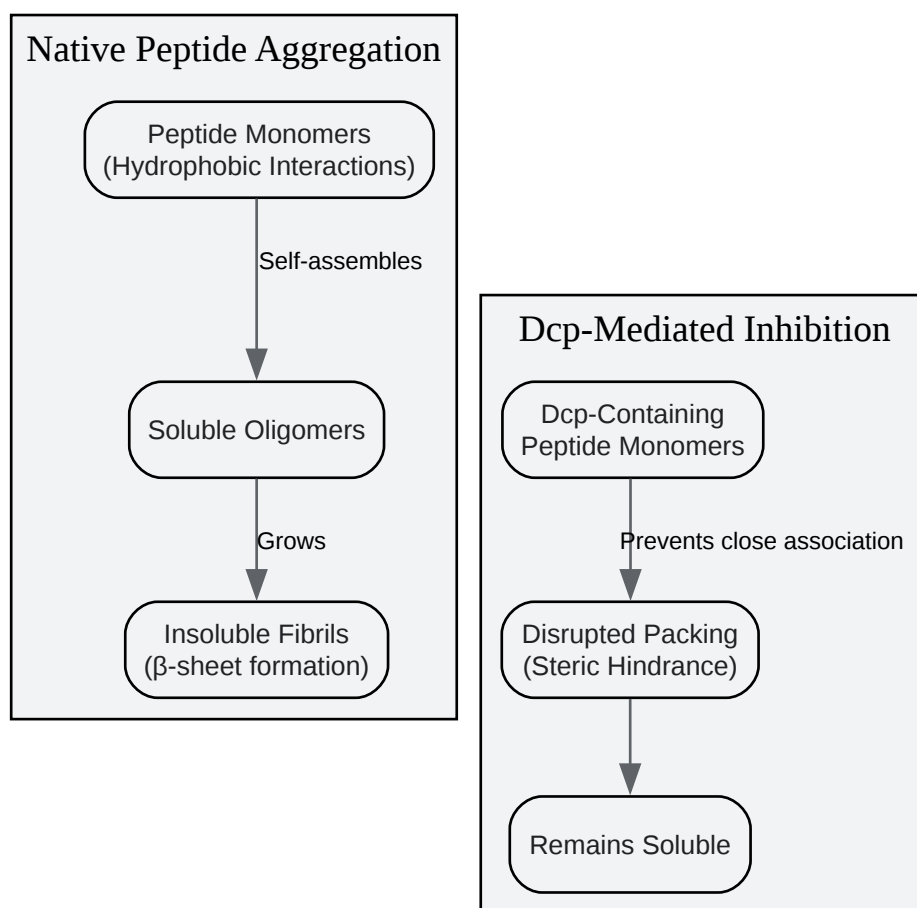 Native Peptide Aggregation
Peptide Monomers
(Hydrophobic Interactions)
Self-assembles
Soluble Oligomers
Grows
Insoluble Fibrils
(β-sheet formation)
Dcp-Mediated Inhibition
Dcp-Containing
Peptide Monomers
Prevents close association
Disrupted Packing
(Steric Hindrance)
Remains Soluble